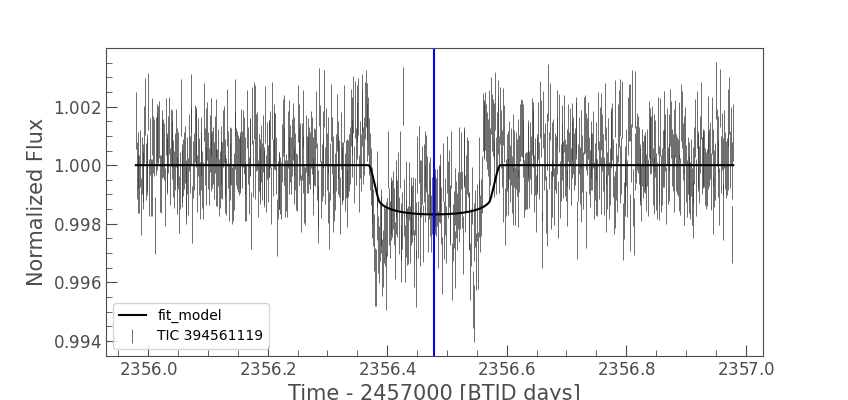 Normalized Flux
1.002
1.000
0.998
0.996
0.994
fit_model
TIC 394561119
2356.0 2356.2 2356.4 2356.6 2356.8 2357.0
Time - 2457000 [BTJD days]